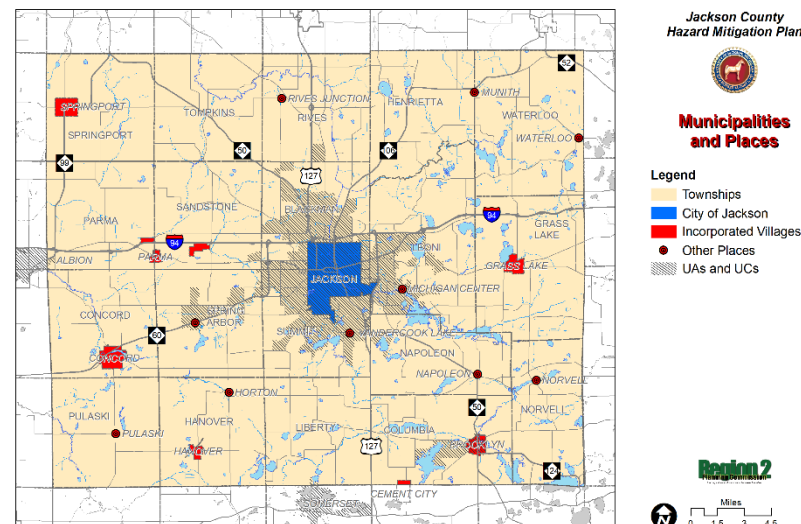 Jackson County
Hazard Mitigation Plan
Municipalities
and Places
Legend
Townships
City of Jackson
Incorporated Villages
Other Places
UAs and UCs
52
RIVES JUNCTION
MUNITH
HENRIETTA
SPRINGPORT
TOMPKINS
RIVES
WATERLOO
WATERLOO
SPRINGPORT
50
106
99
127
SANDSTONE
BLACKMAN
PARMA
94
GRASS
LAKE
94
LEONI
ALBION
PARMA
GRASS LAKE
JACKSON
MICHIGAN CENTER
CONCORD
SPRING
ARBOR
60
SUMMIT
VANDERCOOK LAKE
NAPOLEON
CONCORD
NAPOLEON
NORVELL
HORTON
PULASKI
HANOVER
50
NORVELL
PULASKI
LIBERTY
COLUMBIA
HANOVER
127
BROOKLYN
124
CEMENT CITY
SOMERSET
Region 2
Planning Commission
N
Miles
0 1.5 3 4.5